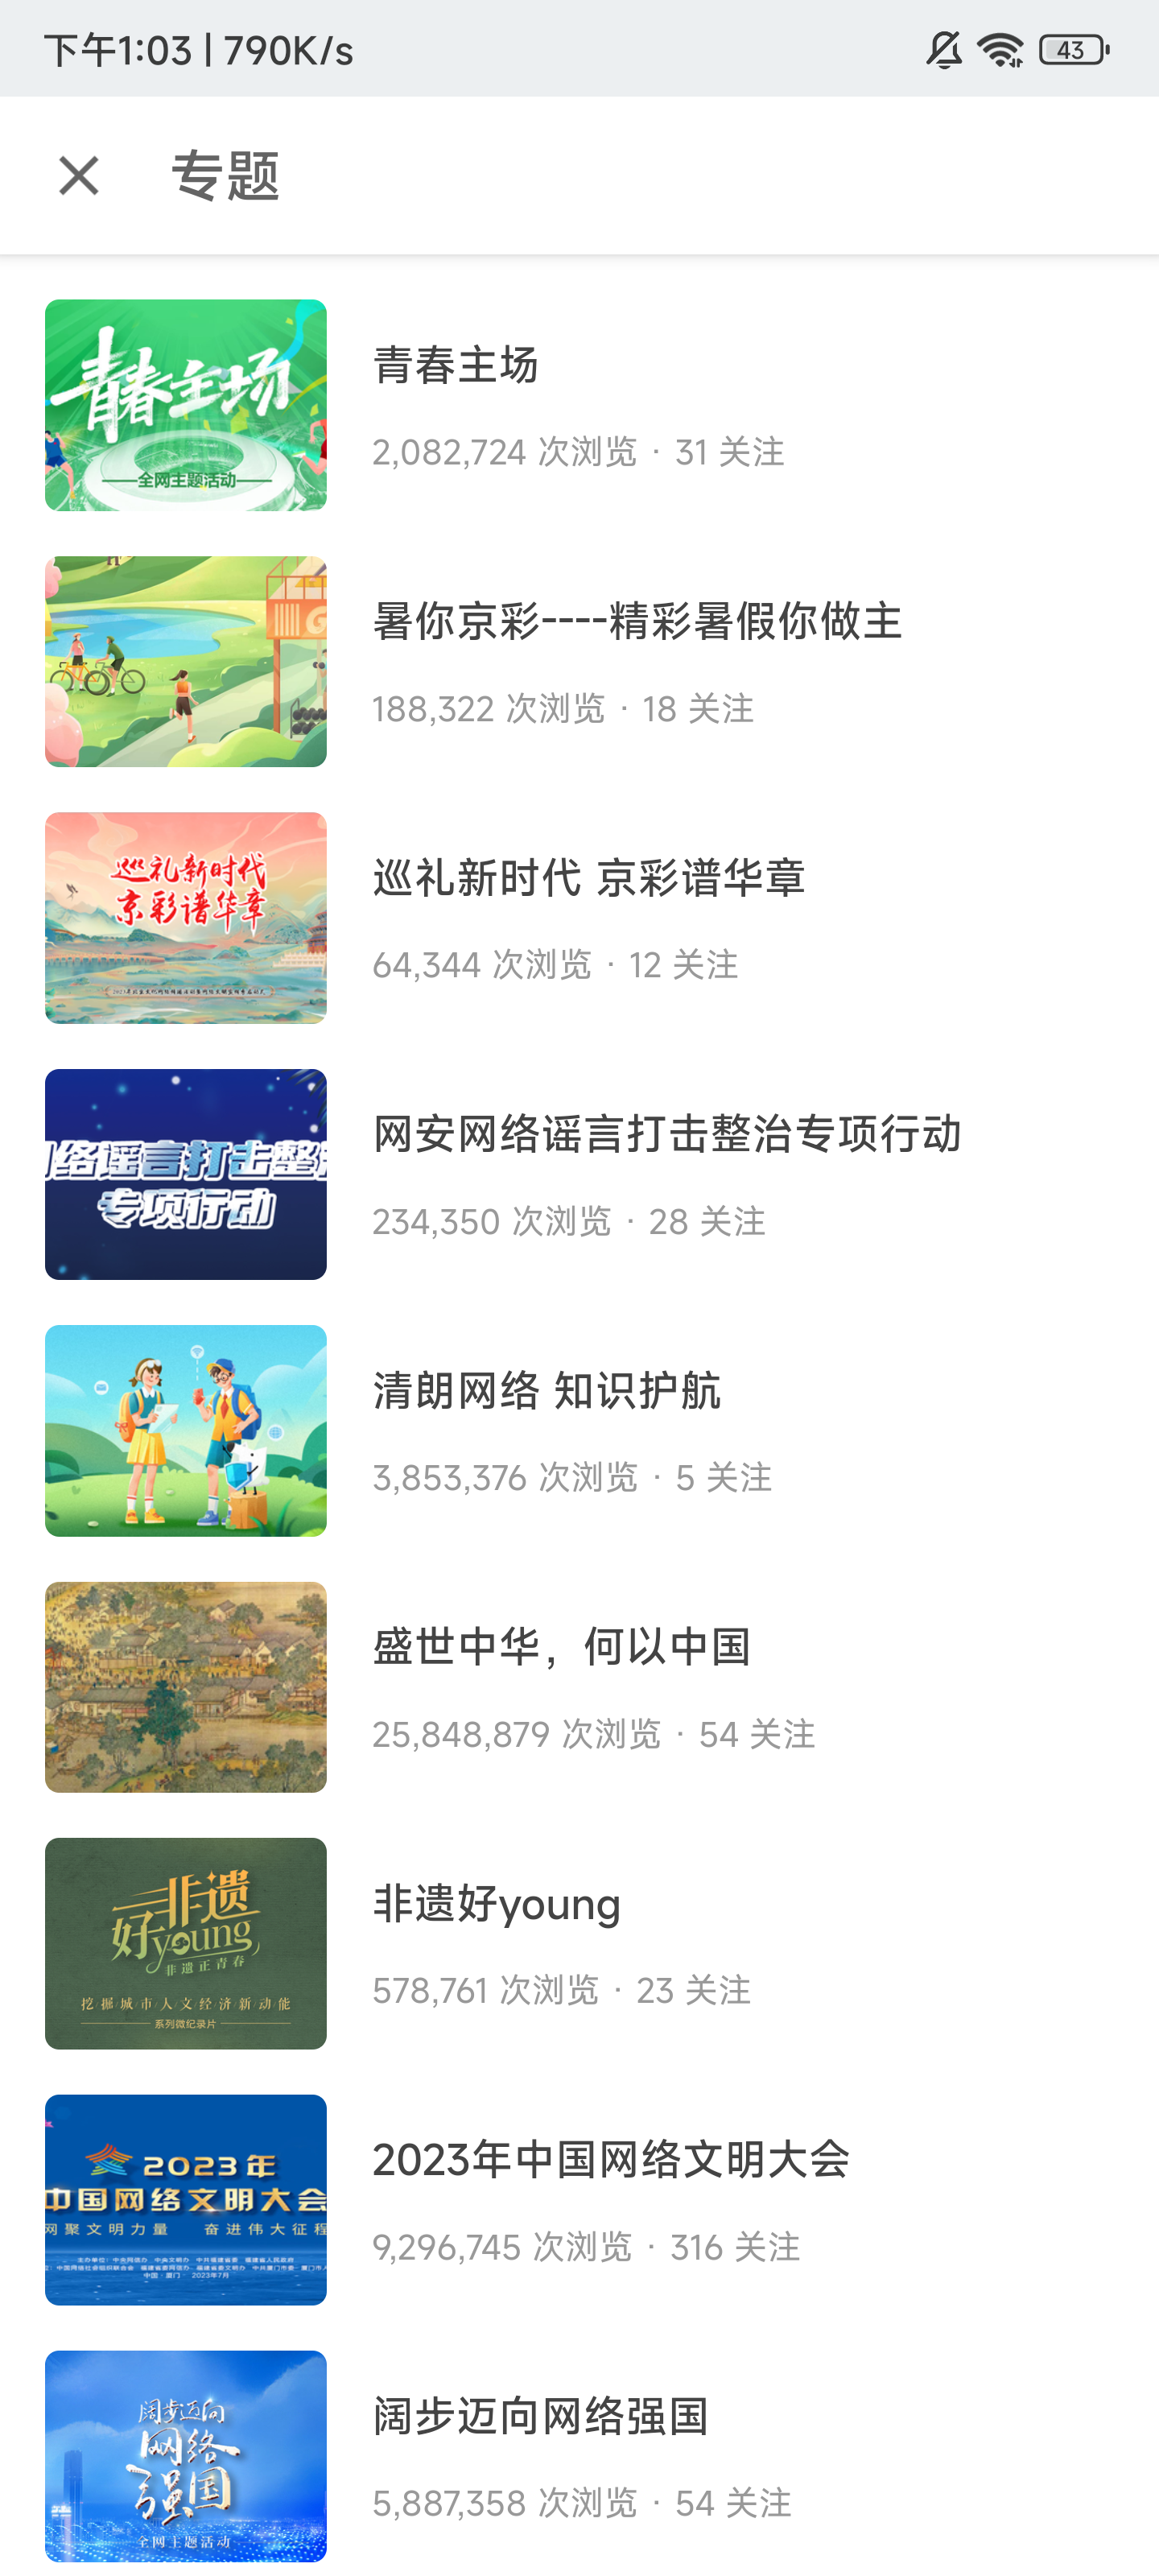 下午1:03 | 790K/s
43
专题
青春主场
全网主题活动
青春主场
2,082,724 次浏览 · 31 关注
暑你京彩----精彩暑假你做主
188,322 次浏览 · 18 关注
巡礼新时代
京彩谱华章
巡礼新时代 京彩谱华章
64,344 次浏览 · 12 关注
络谣言打击整
专项行动
网安网络谣言打击整治专项行动
234,350 次浏览 · 28 关注
清朗网络 知识护航
3,853,376 次浏览 · 5 关注
盛世中华，何以中国
25,848,879 次浏览 · 54 关注
非遗
好young
非遗正青春
挖掘城市人文经济新动能
系列微纪录片
非遗好young
578,761 次浏览 · 23 关注
2023年
中国网络文明大会
网聚文明力量 奋进伟大征程
中国·厦门 2023年7月
2023年中国网络文明大会
9,296,745 次浏览 · 316 关注
阔步迈向
网络
强国
全网主题活动
阔步迈向网络强国
5,887,358 次浏览 · 54 关注